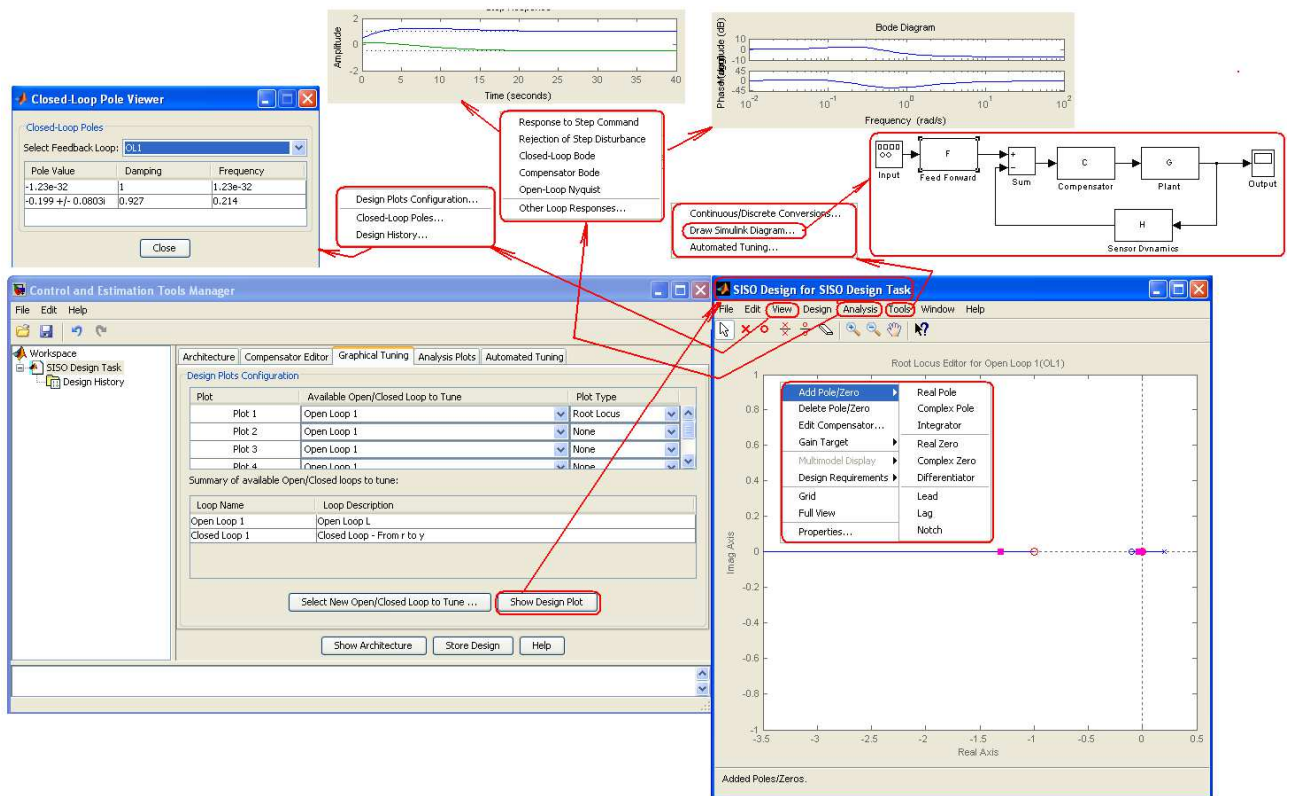 Step Response
Amplitude
2
0
-2
0 5 10 15 20 25 30 35 40
Time (seconds)
Bode Diagram
10
0
-10
45
0
-45
10^-2 10^-1 10^0 10^1 10^2
Frequency (rad/s)
Closed-Loop Pole Viewer
Closed-Loop Poles
Select Feedback Loop: OL1
Pole Value Damping Frequency
-1.23e-32 1 1.23e-32
-0.199 +/- 0.0803i 0.927 0.214
Close
Design Plots Configuration...
Closed-Loop Poles...
Design History...
Response to Step Command
Rejection of Step Disturbance
Closed-Loop Bode
Compensator Bode
Open-Loop Nyquist
Other Loop Responses...
Continuous/Discrete Conversions...
Draw Simulink Diagram...
Automated Tuning...
Input
F
Feed Forward
+
−
Sum
C
Compensator
G
Plant
Output
H
Sensor Dynamics
Control and Estimation Tools Manager
File Edit Help
Workspace
SISO Design Task
Design History
Architecture Compensator Editor Graphical Tuning Analysis Plots Automated Tuning
Design Plots Configuration
Plot Available Open/Closed Loop to Tune Plot Type
Plot 1 Open Loop 1 Root Locus
Plot 2 Open Loop 1 None
Plot 3 Open Loop 1 None
Plot 4 Open Loop 1 None
Summary of available Open/Closed loops to tune:
Loop Name Loop Description
Open Loop 1 Open Loop L
Closed Loop 1 Closed Loop - From r to y
Select New Open/Closed Loop to Tune ... Show Design Plot
Show Architecture Store Design Help
SISO Design for SISO Design Task
File Edit View Design Analysis Tools Window Help
Root Locus Editor for Open Loop 1(OL1)
Imag Axis
1
0.8
0.6
0.4
0.2
0
-0.2
-0.4
-0.6
-0.8
-1
-3.5 -3 -2.5 -2 -1.5 -1 -0.5 0 0.5
Real Axis
Add Pole/Zero
Delete Pole/Zero
Edit Compensator...
Gain Target
Multimodel Display
Design Requirements
Grid
Full View
Properties...
Real Pole
Complex Pole
Integrator
Real Zero
Complex Zero
Differentiator
Lead
Lag
Notch
Added Poles/Zeros.